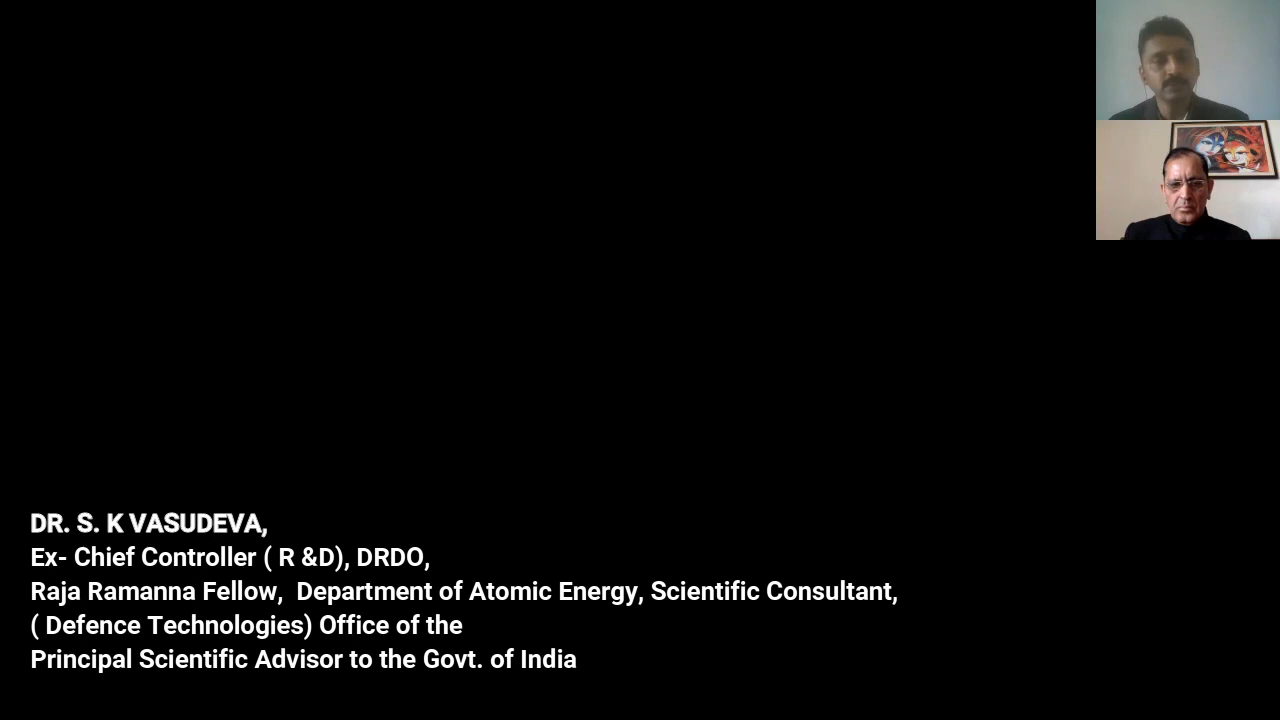 DR. S. K VASUDEVA,
Ex- Chief Controller ( R &D), DRDO,
Raja Ramanna Fellow,  Department of Atomic Energy, Scientific Consultant,
( Defence Technologies) Office of the
Principal Scientific Advisor to the Govt. of India